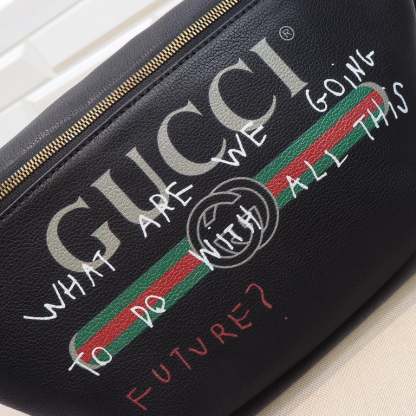 GUCCI®
WHAT ARE WE GOING
TO DO WITH ALL THIS
FUTURE?